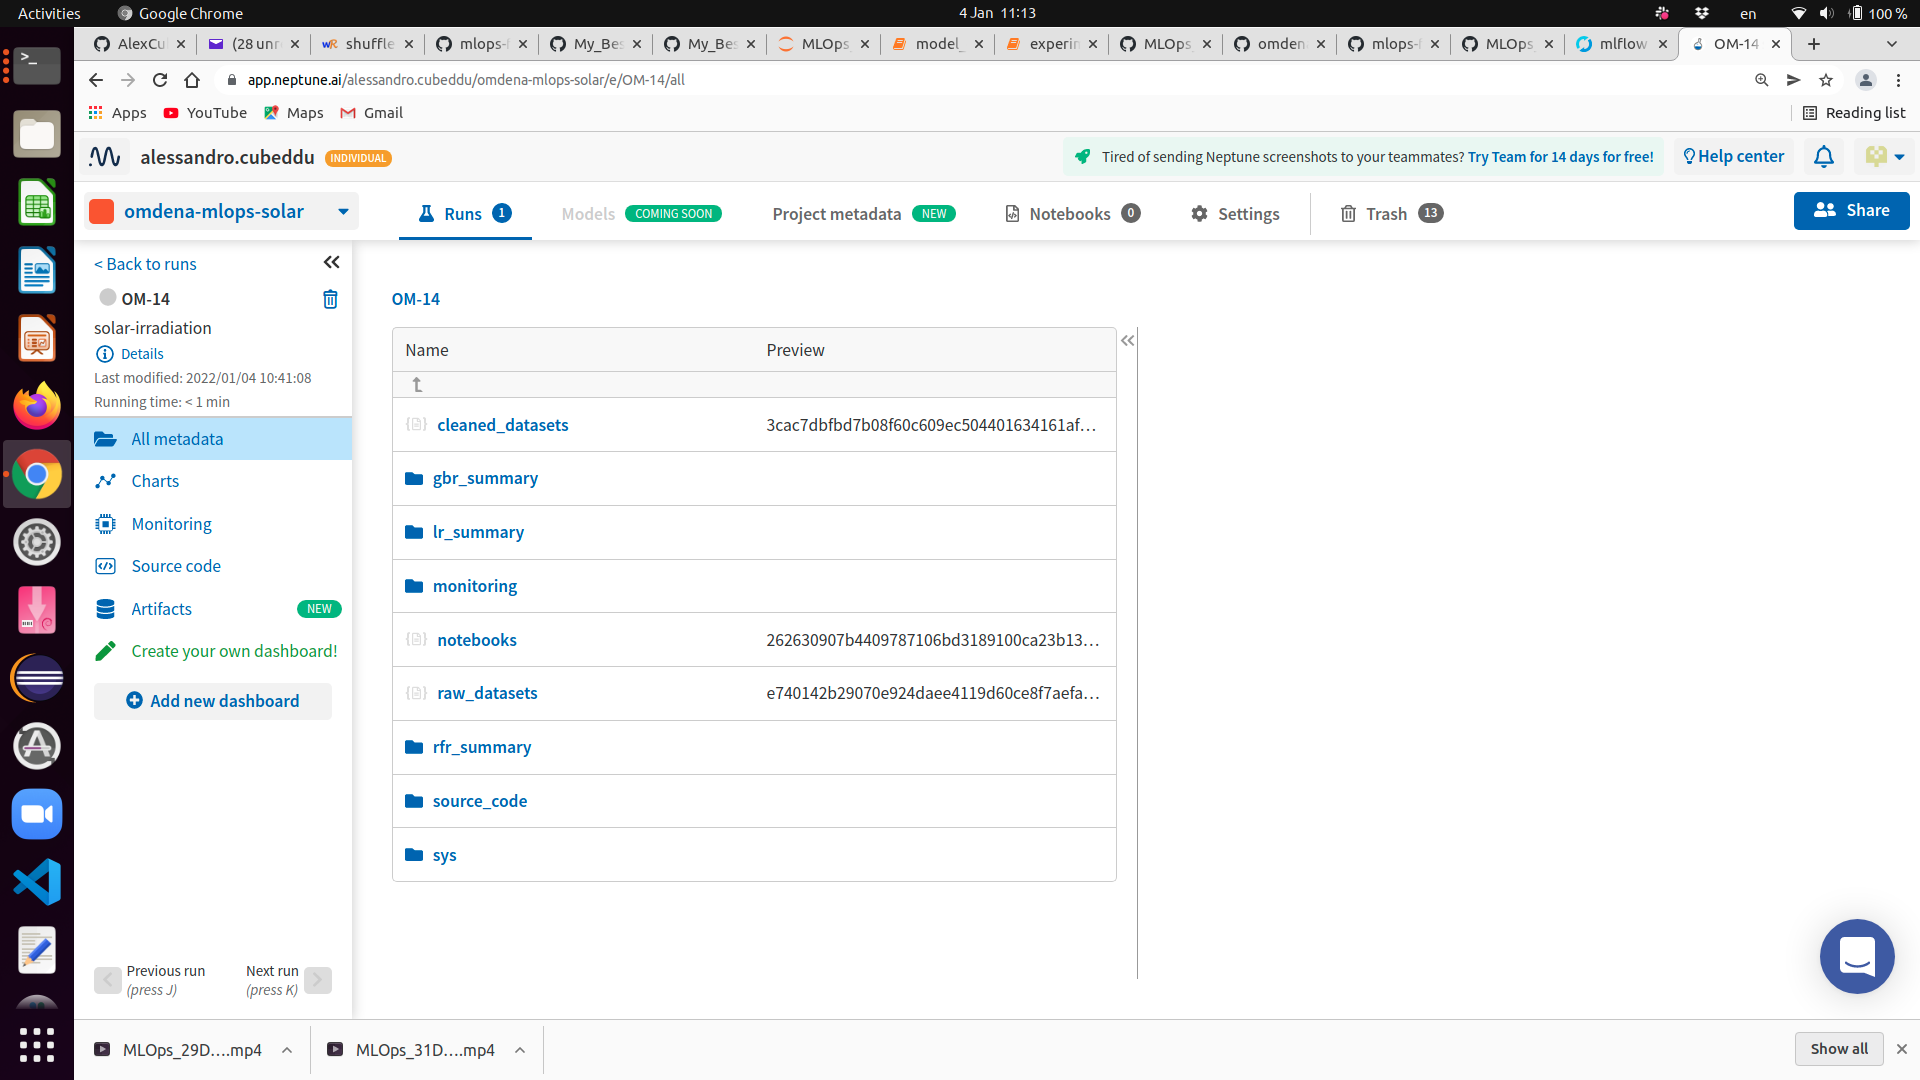 Activities
Google Chrome
4 Jan 11:13
en
100 %
AlexCu
(28 unr
shuffle
mlops-f
My_Bes
My_Bes
MLOps_
model_
experin
MLOps_
omden
mlops-f
MLOps_
mlflow
OM-14
app.neptune.ai/alessandro.cubeddu/omdena-mlops-solar/e/OM-14/all
Apps
YouTube
Maps
Gmail
Reading list
alessandro.cubeddu
INDIVIDUAL
Tired of sending Neptune screenshots to your teammates? Try Team for 14 days for free!
Help center
omdena-mlops-solar
Runs 1
Models COMING SOON
Project metadata NEW
Notebooks 0
Settings
Trash 13
Share
< Back to runs
OM-14
solar-irradiation
Details
Last modified: 2022/01/04 10:41:08
Running time: < 1 min
All metadata
Charts
Monitoring
Source code
Artifacts NEW
Create your own dashboard!
Add new dashboard
Previous run
(press J)
Next run
(press K)
OM-14
Name Preview
cleaned_datasets 3cac7dbfbd7b08f60c609ec504401634161af...
gbr_summary
lr_summary
monitoring
notebooks 262630907b4409787106bd3189100ca23b13...
raw_datasets e740142b29070e924daee4119d60ce8f7aefa...
rfr_summary
source_code
sys
MLOps_29D....mp4
MLOps_31D....mp4
Show all